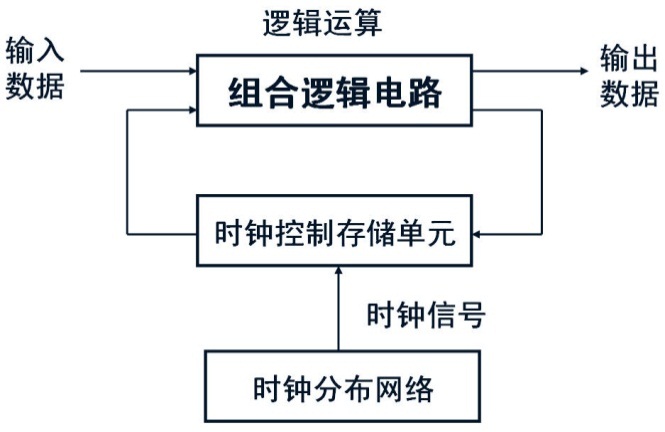 逻辑运算
输入
数据
组合逻辑电路
输出
数据
时钟控制存储单元
时钟信号
时钟分布网络